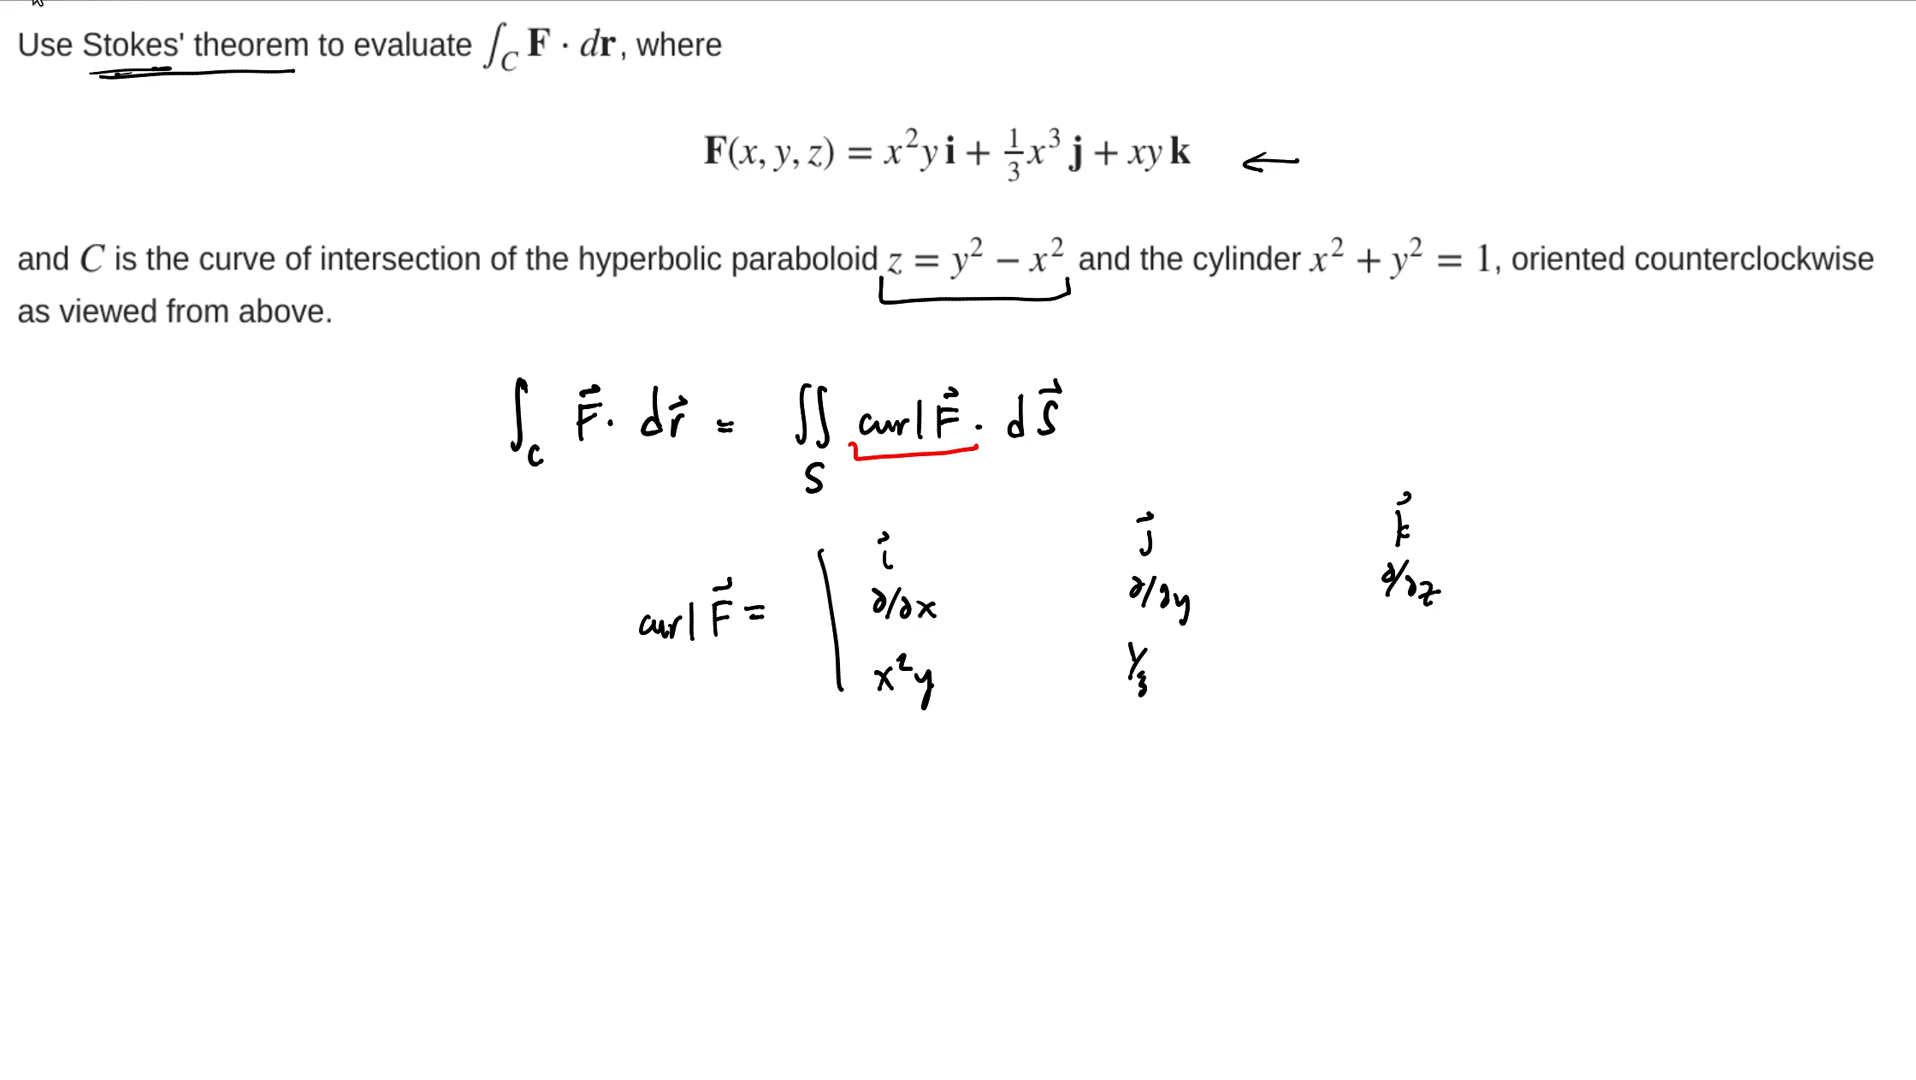 Use Stokes' theorem to evaluate ∫_C F · dr, where
F(x, y, z) = x²y i + 1/3 x³ j + xy k ←
and C is the curve of intersection of the hyperbolic paraboloid z = y² − x² and the cylinder x² + y² = 1, oriented counterclockwise
as viewed from above.
∫_C F⃗ · dr⃗ = ∬_S curl F⃗ · dS⃗
i⃗ j⃗ k⃗
curl F⃗ = | ∂/∂x ∂/∂y ∂/∂z
x²y 1/3